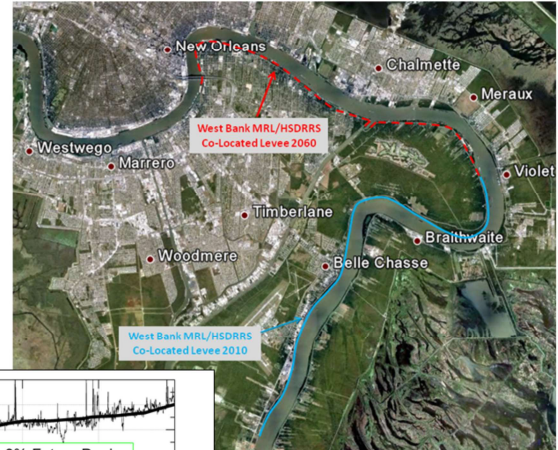 New Orleans
Chalmette
Meraux
West Bank MRL/HSDRRS
Co-Located Levee 2060
Westwego
Marrero
Violet
Timberlane
Braithwaite
Woodmere
Belle Chasse
West Bank MRL/HSDRRS
Co-Located Levee 2010